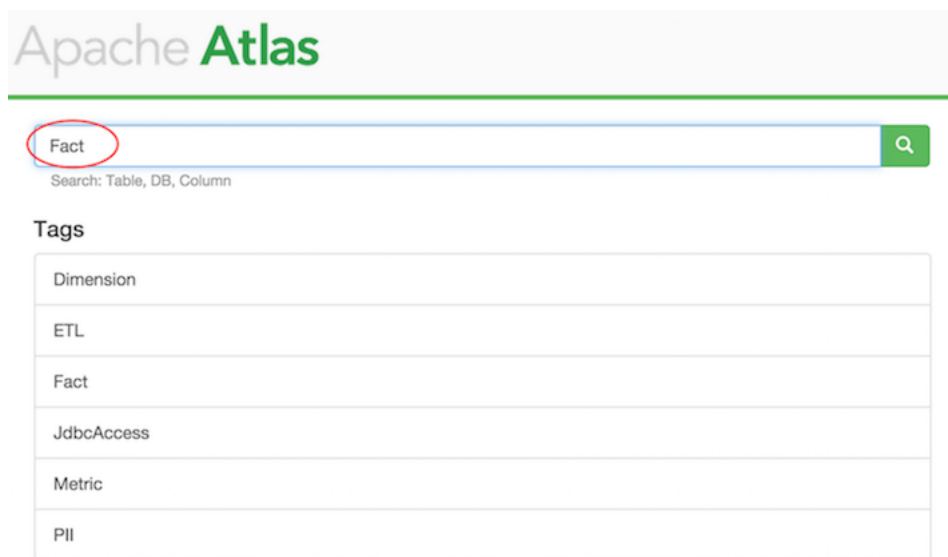 Apache Atlas
Fact
Search: Table, DB, Column
Tags
Dimension
ETL
Fact
JdbcAccess
Metric
PII